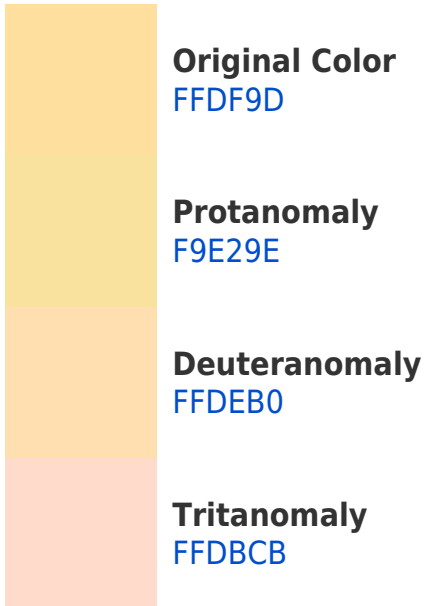 Original Color
FFDF9D
Protanomaly
F9E29E
Deuteranomaly
FFDEB0
Tritanomaly
FFDBCB